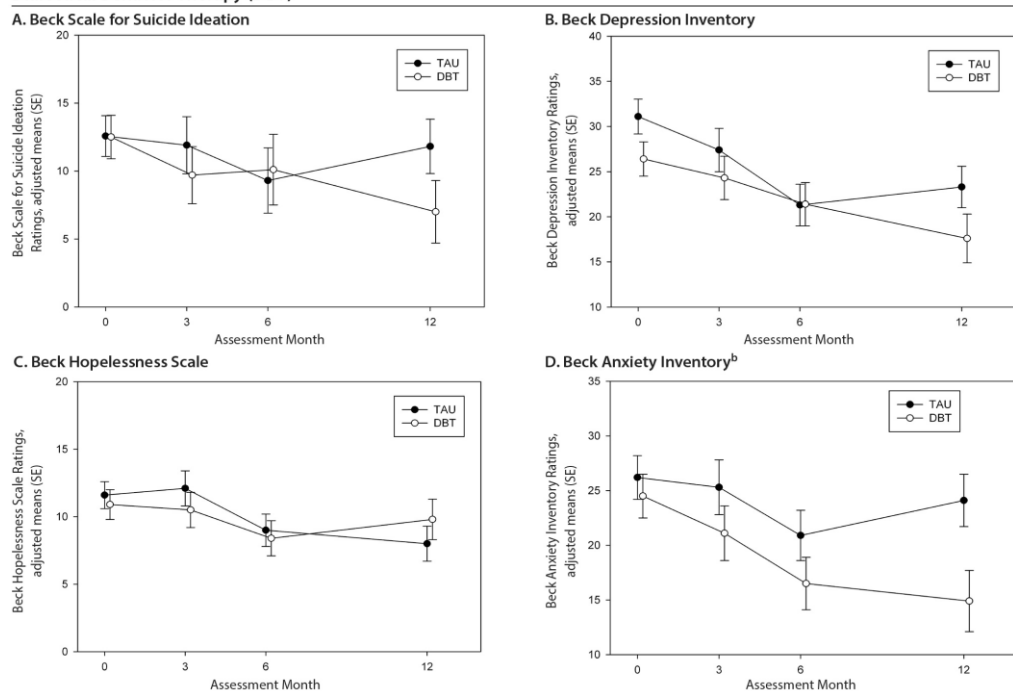 A. Beck Scale for Suicide Ideation
Beck Scale for Suicide Ideation
Ratings, adjusted means (SE)
20
15
10
5
0
TAU
DBT
0
3
6
12
Assessment Month
B. Beck Depression Inventory
Beck Depression Inventory Ratings,
adjusted means (SE)
40
35
30
25
20
15
10
TAU
DBT
0
3
6
12
Assessment Month
C. Beck Hopelessness Scale
Beck Hopelessness Scale Ratings,
adjusted means (SE)
20
15
10
5
0
TAU
DBT
0
3
6
12
Assessment Month
D. Beck Anxiety Inventoryᵇ
Beck Anxiety Inventory Ratings,
adjusted means (SE)
35
30
25
20
15
10
TAU
DBT
0
3
6
12
Assessment Month